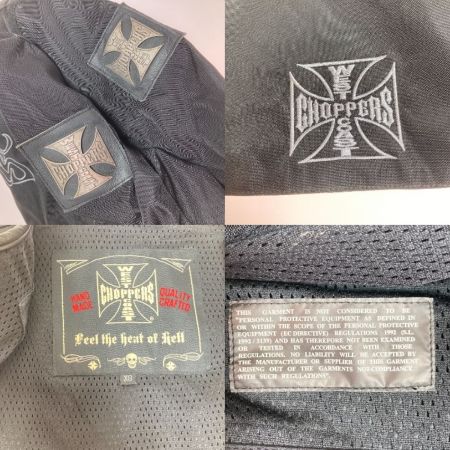 WEST
CHOPPERS
COAST
WEST
CHOPPERS
COAST
HAND
MADE
QUALITY
CRAFTED
Feel the heat of Hell
THIS GARMENT IS NOT CONSIDERED TO BE
"PERSONAL PROTECTIVE EQUIPMENT AS DEFINED IN
OR WITHIN THE SCOPE OF THE PERSONAL PROTECTIVE
EQUIPMENT (EC DIRECTIVE) REGULATIONS 1992 (S.I.
1992 / 3139) AND HAS THEREFORE NOT BEEN EXAMINED
OR TESTED IN ACCORDANCE WITH THOSE
REGULATIONS. NO LIABILITY WILL BE ACCEPTED BY
THE MANUFACTURER OR SUPPLIER OF THIS GARMENT
ARISING OUT OF THE GARMENTS NOT-COMPLIANCE
WITH SUCH REGULATIONS".